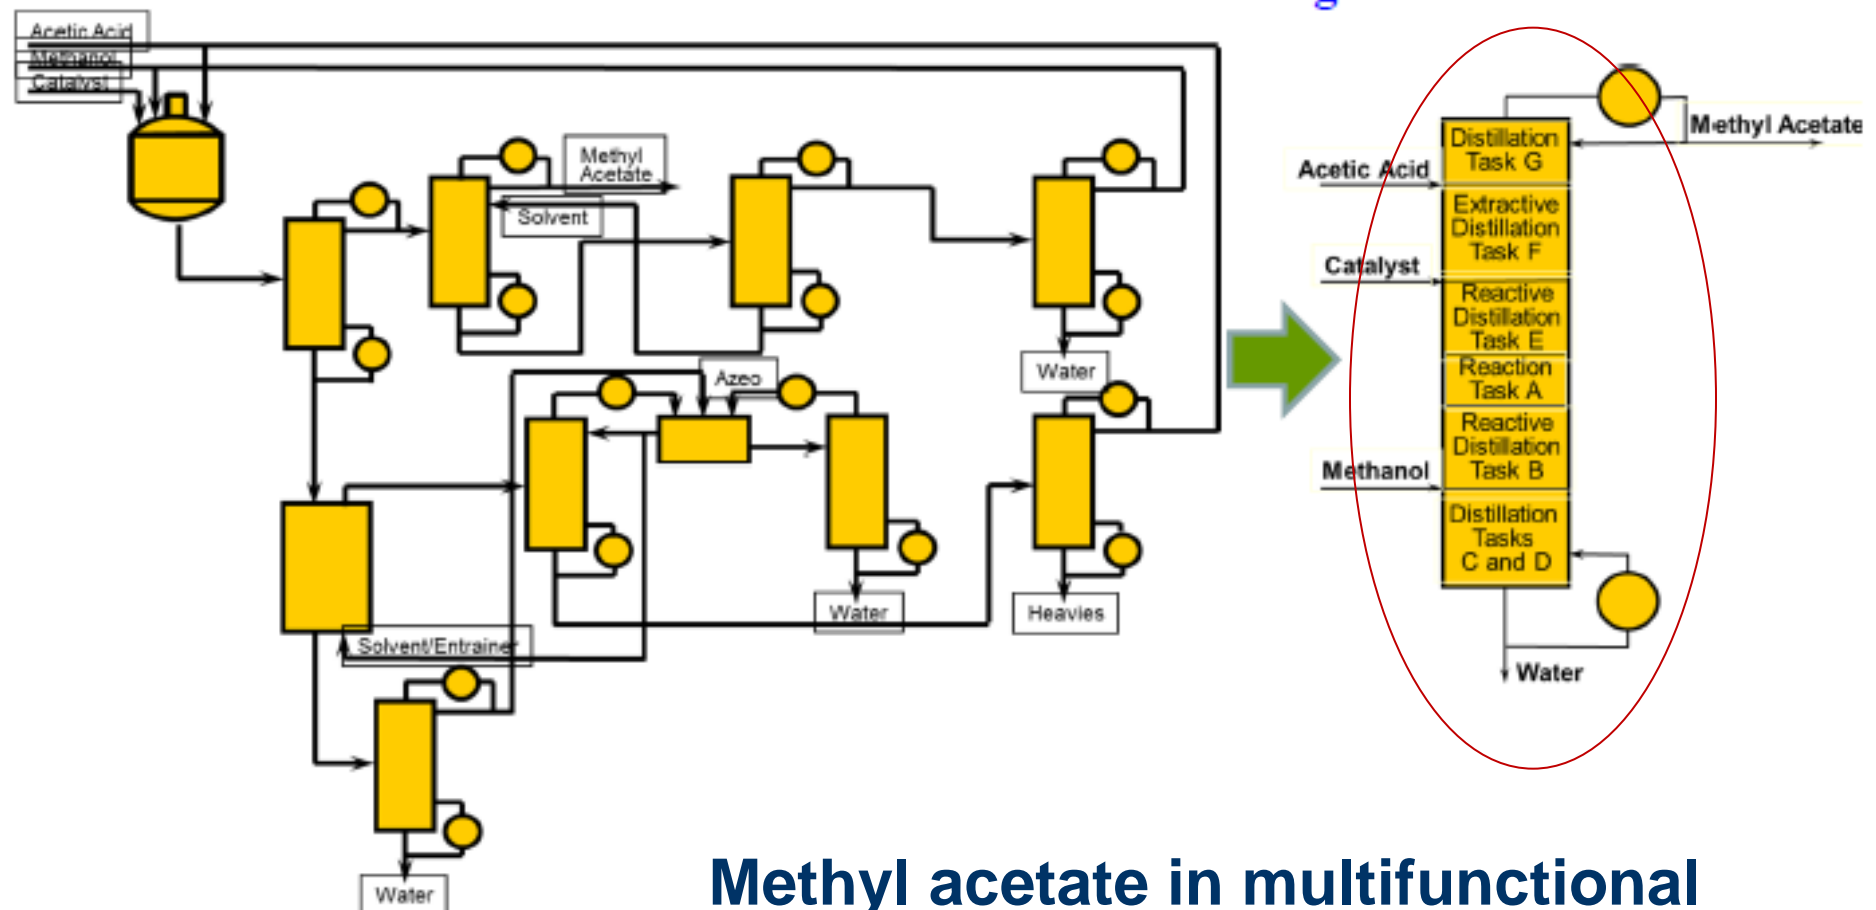 Acetic Acid
Methanol
Catalyst
Methyl
Acetate
Solvent
Water
Azeo
Water
Heavies
Solvent/Entrainer
Water
Methyl Acetate
Distillation
Task G
Acetic Acid
Extractive
Distillation
Task F
Catalyst
Reactive
Distillation
Task E
Reaction
Task A
Reactive
Distillation
Task B
Methanol
Distillation
Tasks
C and D
Water
Methyl acetate in multifunctional